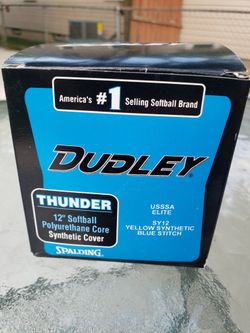 America's #1 Selling Softball Brand
DUDLEY
THUNDER
12" Softball
Polyurethane Core
Synthetic Cover
SPALDING
USSSA
ELITE
SY12
YELLOW SYNTHETIC
BLUE STITCH